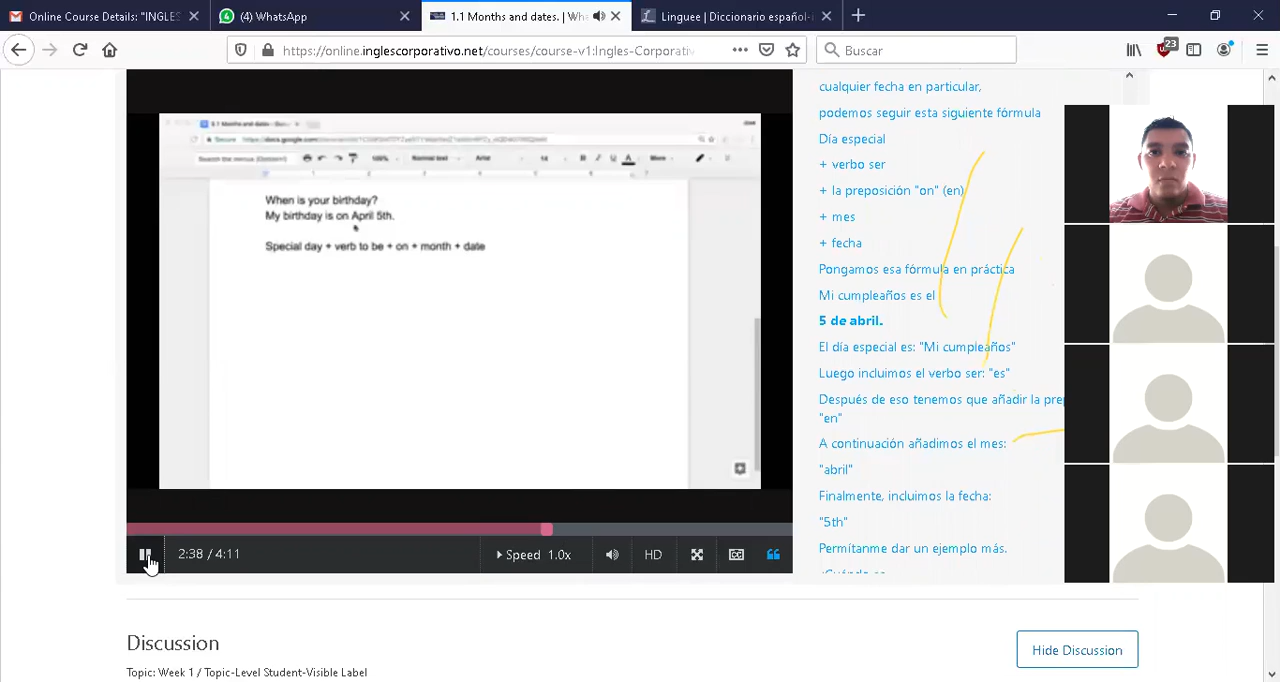 Online Course Details: "INGLES
(4) WhatsApp
1.1 Months and dates. | Whe
Linguee | Diccionario español-i
https://online.inglescorporativo.net/courses/course-v1:Ingles-Corporativ
Buscar
23
When is your birthday?
My birthday is on April 5th.
Special day + verb to be + on + month + date
cualquier fecha en particular,
podemos seguir esta siguiente fórmula
Día especial
+ verbo ser
+ la preposición "on" (en)
+ mes
+ fecha
Pongamos esa fórmula en práctica
Mi cumpleaños es el
5 de abril.
El día especial es: "Mi cumpleaños"
Luego incluimos el verbo ser: "es"
Después de eso tenemos que añadir la pre
"en"
A continuación añadimos el mes:
"abril"
Finalmente, incluimos la fecha:
"5th"
Permítanme dar un ejemplo más.
2:38 / 4:11
Speed 1.0x
HD
Discussion
Hide Discussion
Topic: Week 1 / Topic-Level Student-Visible Label